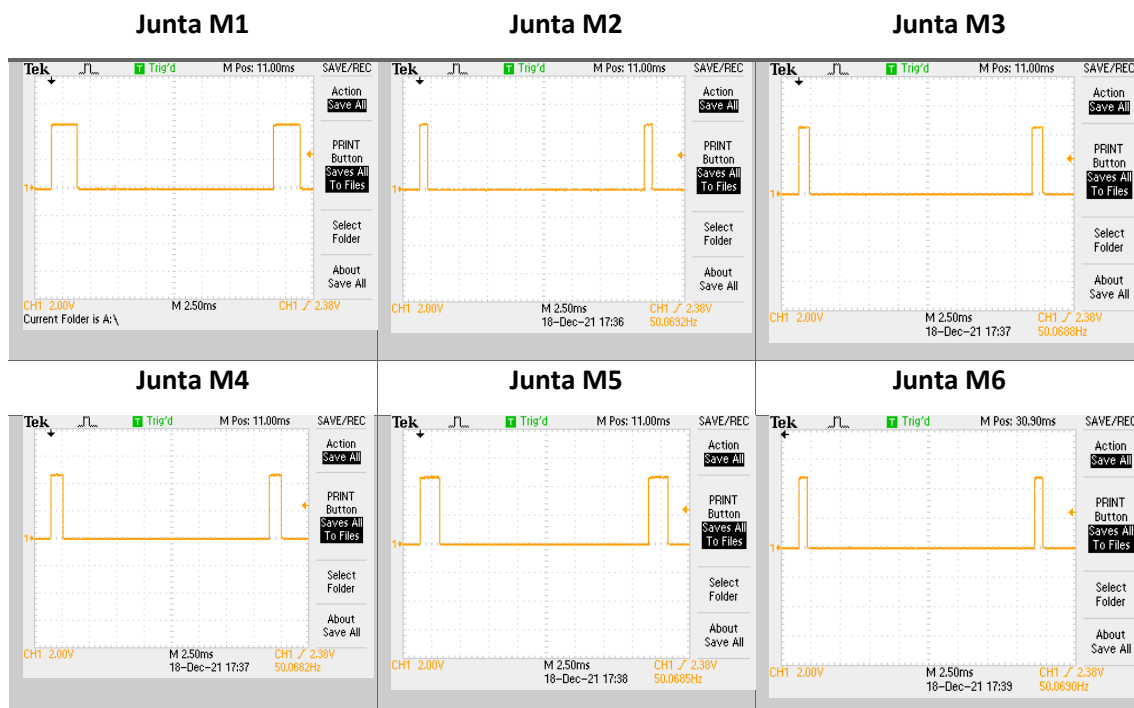 Junta M1
Junta M2
Junta M3
Tek
T Trig'd
M Pos: 11.00ms
SAVE/REC
Action
Save All
PRINT
Button
Saves All
To Files
Select
Folder
About
Save All
1
CH1 2.00V
M 2.50ms
CH1 2.38V
Current Folder is A:\
Tek
T Trig'd
M Pos: 11.00ms
SAVE/REC
Action
Save All
PRINT
Button
Saves All
To Files
Select
Folder
About
Save All
1
CH1 2.00V
M 2.50ms
CH1 2.38V
18-Dec-21 17:36
50.0692Hz
Tek
T Trig'd
M Pos: 11.00ms
SAVE/REC
Action
Save All
PRINT
Button
Saves All
To Files
Select
Folder
About
Save All
1
CH1 2.00V
M 2.50ms
CH1 2.38V
18-Dec-21 17:37
50.0688Hz
Junta M4
Junta M5
Junta M6
Tek
T Trig'd
M Pos: 11.00ms
SAVE/REC
Action
Save All
PRINT
Button
Saves All
To Files
Select
Folder
About
Save All
1
CH1 2.00V
M 2.50ms
CH1 2.38V
18-Dec-21 17:37
50.0682Hz
Tek
T Trig'd
M Pos: 11.00ms
SAVE/REC
Action
Save All
PRINT
Button
Saves All
To Files
Select
Folder
About
Save All
1
CH1 2.00V
M 2.50ms
CH1 2.38V
18-Dec-21 17:38
50.0685Hz
Tek
T Trig'd
M Pos: 30.90ms
SAVE/REC
Action
Save All
PRINT
Button
Saves All
To Files
Select
Folder
About
Save All
1
CH1 2.00V
M 2.50ms
CH1 2.38V
18-Dec-21 17:39
50.0690Hz